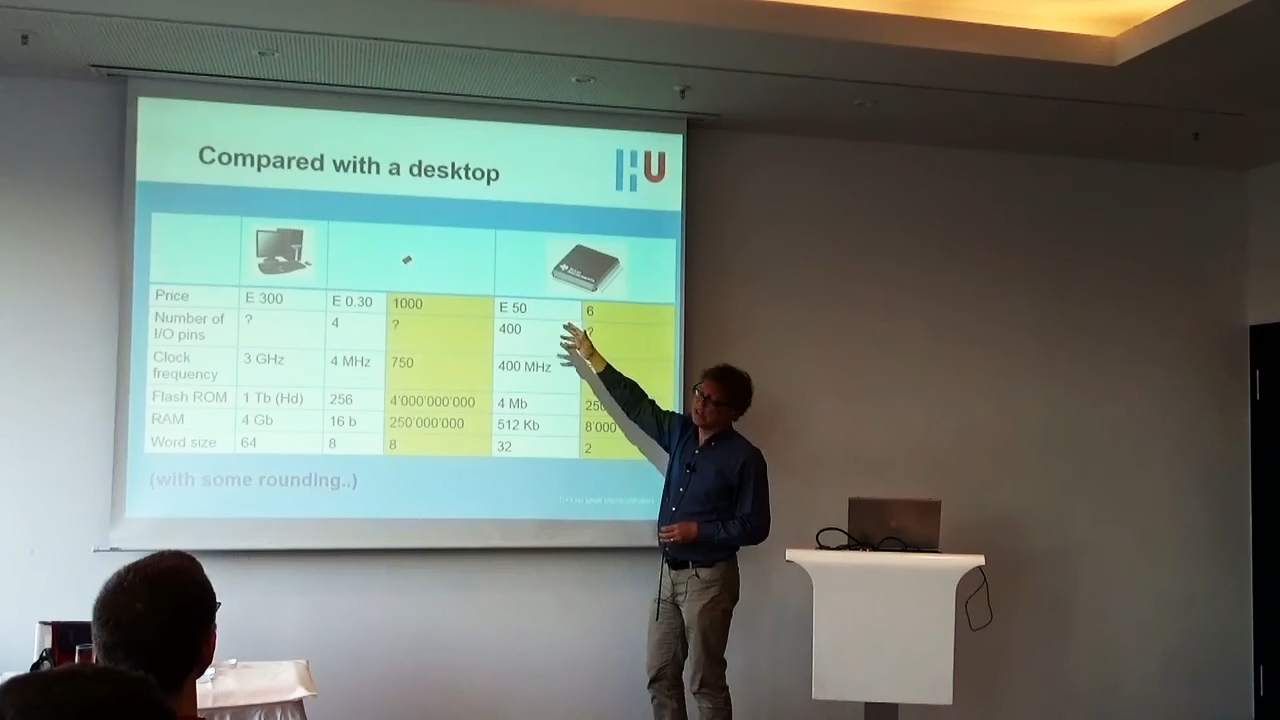 Compared with a desktop
HU
Price E 300 E 0.30 1000 E 50 6
Number of I/O pins ? 4 ? 400 ?
Clock frequency 3 GHz 4 MHz 750 400 MHz
Flash ROM 1 Tb (Hd) 256 4'000'000'000 4 Mb
RAM 4 Gb 16 b 250'000'000 512 Kb 8'000
Word size 64 8 8 32 2
(with some rounding..)